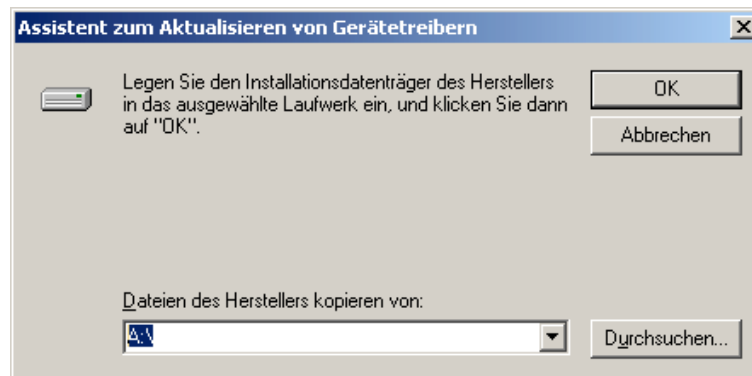 Assistent zum Aktualisieren von Gerätetreibern
Legen Sie den Installationsdatenträger des Herstellers
in das ausgewählte Laufwerk ein, und klicken Sie dann
auf "OK".
OK
Abbrechen
Dateien des Herstellers kopieren von:
A:\
Durchsuchen...